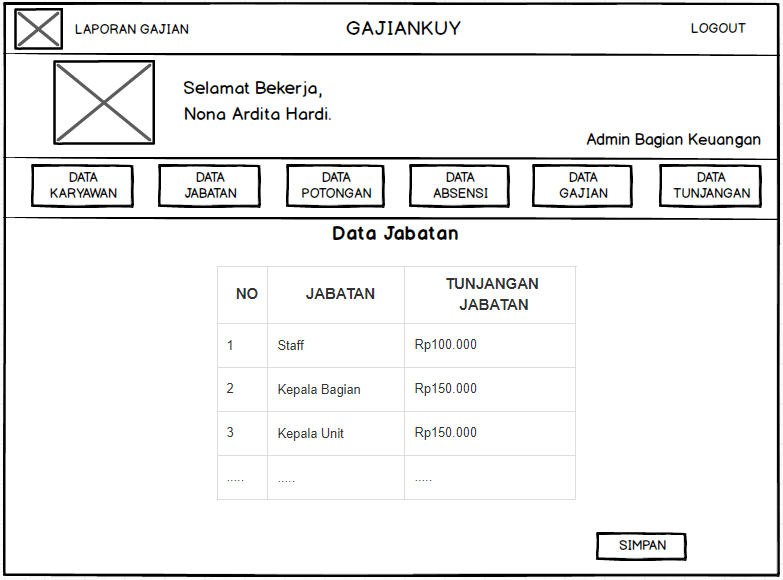 LAPORAN GAJIAN
GAJIANKUY
LOGOUT
Selamat Bekerja,
Nona Ardita Hardi.
Admin Bagian Keuangan
DATA
KARYAWAN
DATA
JABATAN
DATA
POTONGAN
DATA
ABSENSI
DATA
GAJIAN
DATA
TUNJANGAN
Data Jabatan
NO JABATAN TUNJANGAN
JABATAN
1 Staff Rp100.000
2 Kepala Bagian Rp150.000
3 Kepala Unit Rp150.000
..... ..... .....
SIMPAN